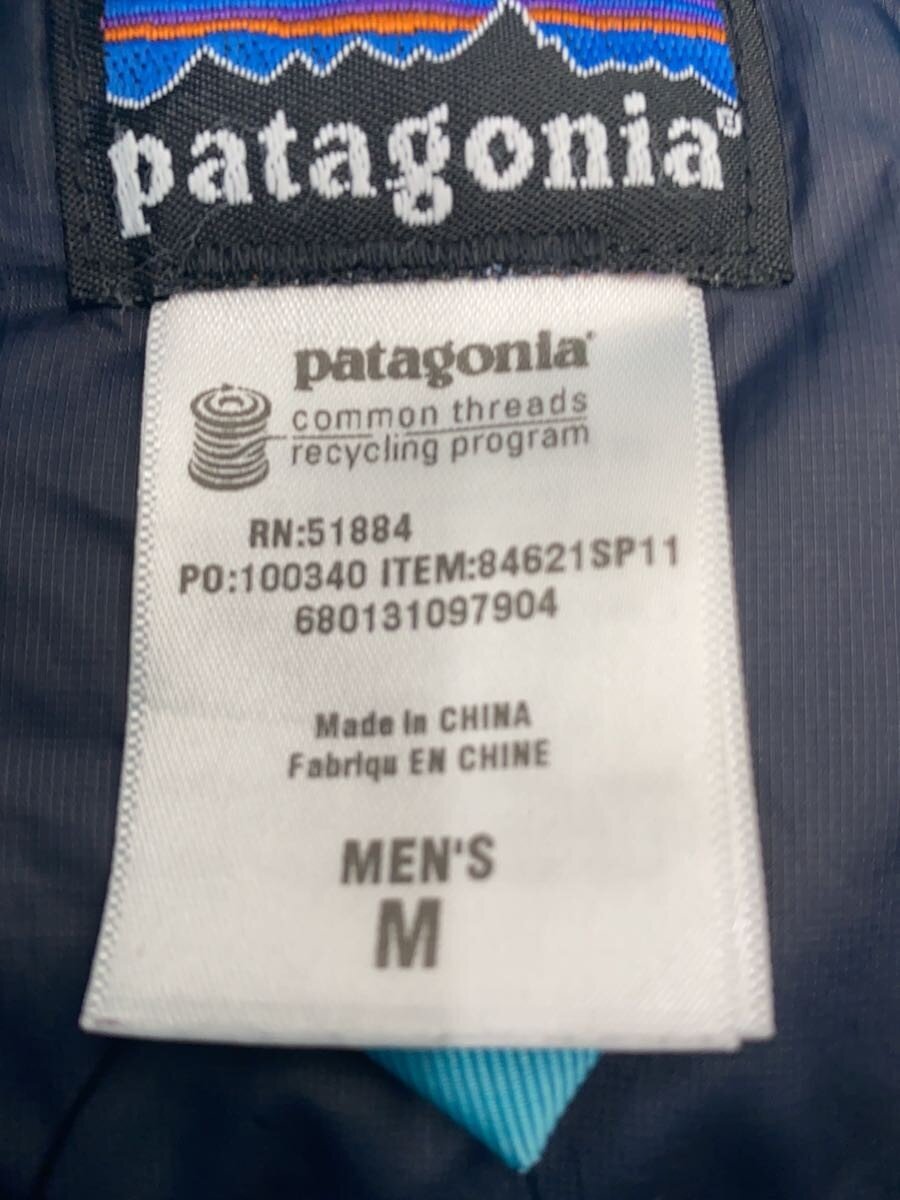 patagonia®
patagonia®
common threads
recycling program
RN:51884
PO:100340 ITEM:84621SP11
680131097904
Made in CHINA
Fabriqu EN CHINE
MEN'S
M